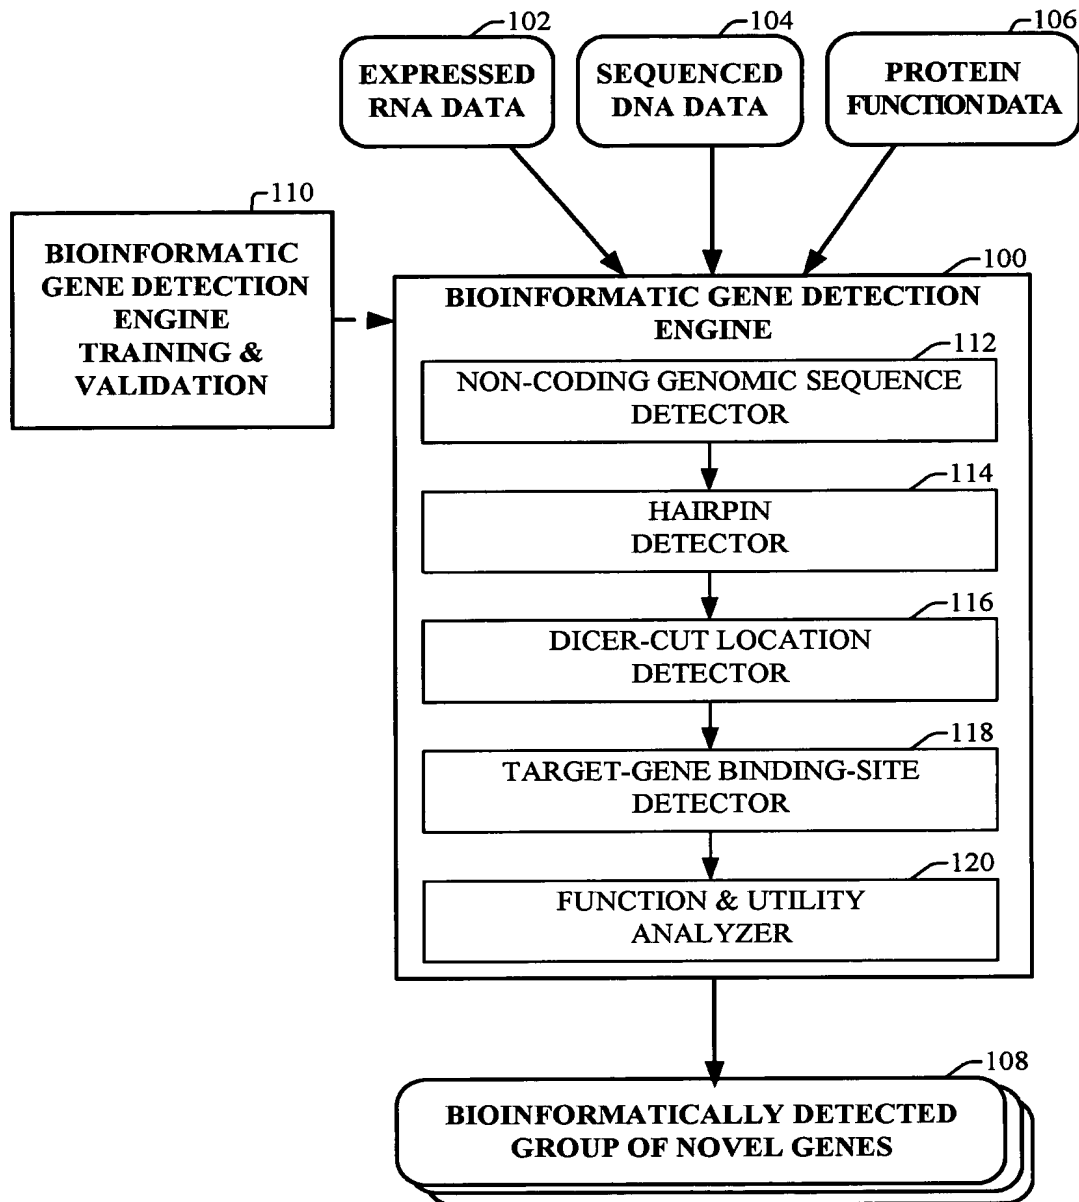 102
EXPRESSED
RNA DATA
104
SEQUENCED
DNA DATA
106
PROTEIN
FUNCTION DATA
110
BIOINFORMATIC
GENE DETECTION
ENGINE
TRAINING &
VALIDATION
100
BIOINFORMATIC GENE DETECTION
ENGINE
112
NON-CODING GENOMIC SEQUENCE
DETECTOR
114
HAIRPIN
DETECTOR
116
DICER-CUT LOCATION
DETECTOR
118
TARGET-GENE BINDING-SITE
DETECTOR
120
FUNCTION & UTILITY
ANALYZER
108
BIOINFORMATICALLY DETECTED
GROUP OF NOVEL GENES